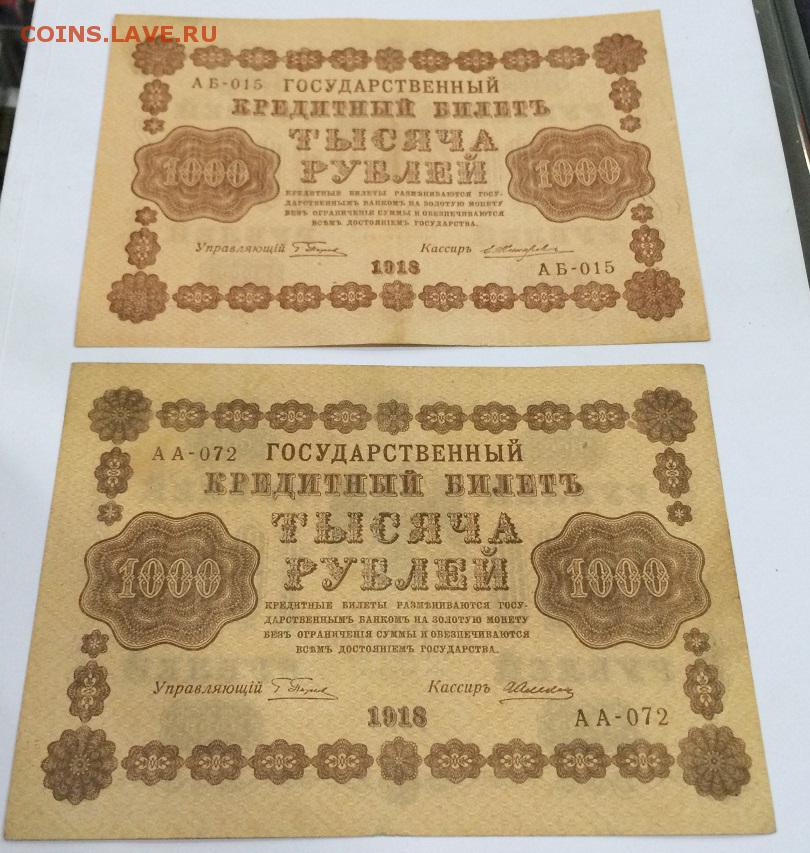 COINS.LAVE.RU
АБ-015 ГОСУДАРСТВЕННЫЙ
КРЕДИТНЫЙ БИЛЕТЪ
ТЫСЯЧА
1000 РУБЛЕЙ 1000
КРЕДИТНЫЕ БИЛЕТЫ РАЗМѢНИВАЮТСЯ ГОСУ-
ДАРСТВЕННЫМЪ БАНКОМЪ НА ЗОЛОТУЮ МОНЕТУ
БЕЗЪ ОГРАНИЧЕНІЯ СУММЫ И ОБЕЗПЕЧИВАЮТСЯ
ВСѢМЪ ДОСТОЯНІЕМЪ ГОСУДАРСТВА.
Управляющій Кассиръ
1918 АБ-015
АА-072 ГОСУДАРСТВЕННЫЙ
КРЕДИТНЫЙ БИЛЕТЪ
ТЫСЯЧА
1000 РУБЛЕЙ 1000
КРЕДИТНЫЕ БИЛЕТЫ РАЗМѢНИВАЮТСЯ ГОСУ-
ДАРСТВЕННЫМЪ БАНКОМЪ НА ЗОЛОТУЮ МОНЕТУ
БЕЗЪ ОГРАНИЧЕНІЯ СУММЫ И ОБЕЗПЕЧИВАЮТСЯ
ВСѢМЪ ДОСТОЯНІЕМЪ ГОСУДАРСТВА.
Управляющій Кассиръ
1918 АА-072